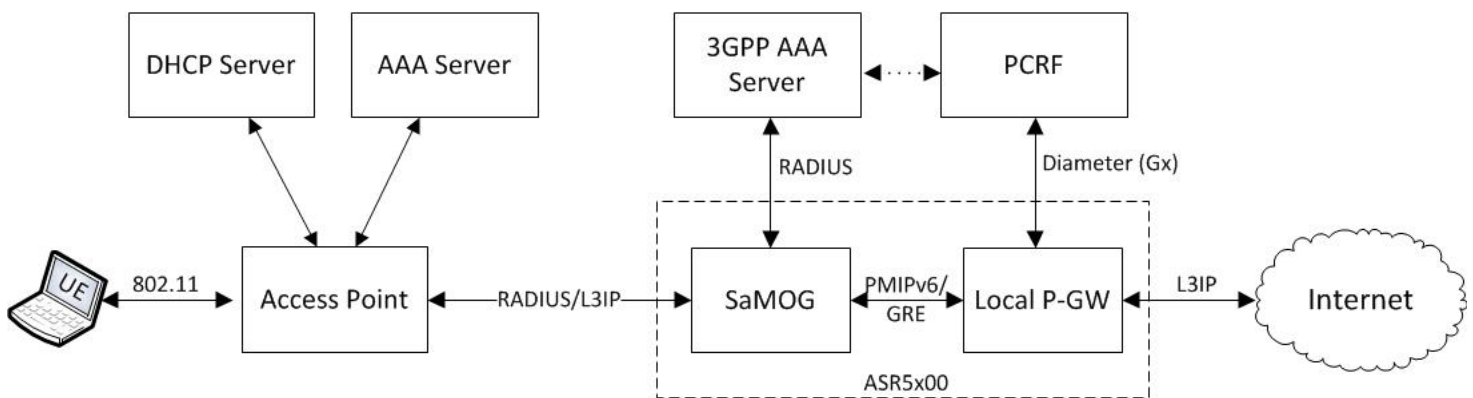 DHCP Server
AAA Server
3GPP AAA
Server
PCRF
RADIUS
Diameter (Gx)
UE
802.11
Access Point
RADIUS/L3IP
SaMOG
PMIPv6/
GRE
Local P-GW
L3IP
Internet
ASR5x00